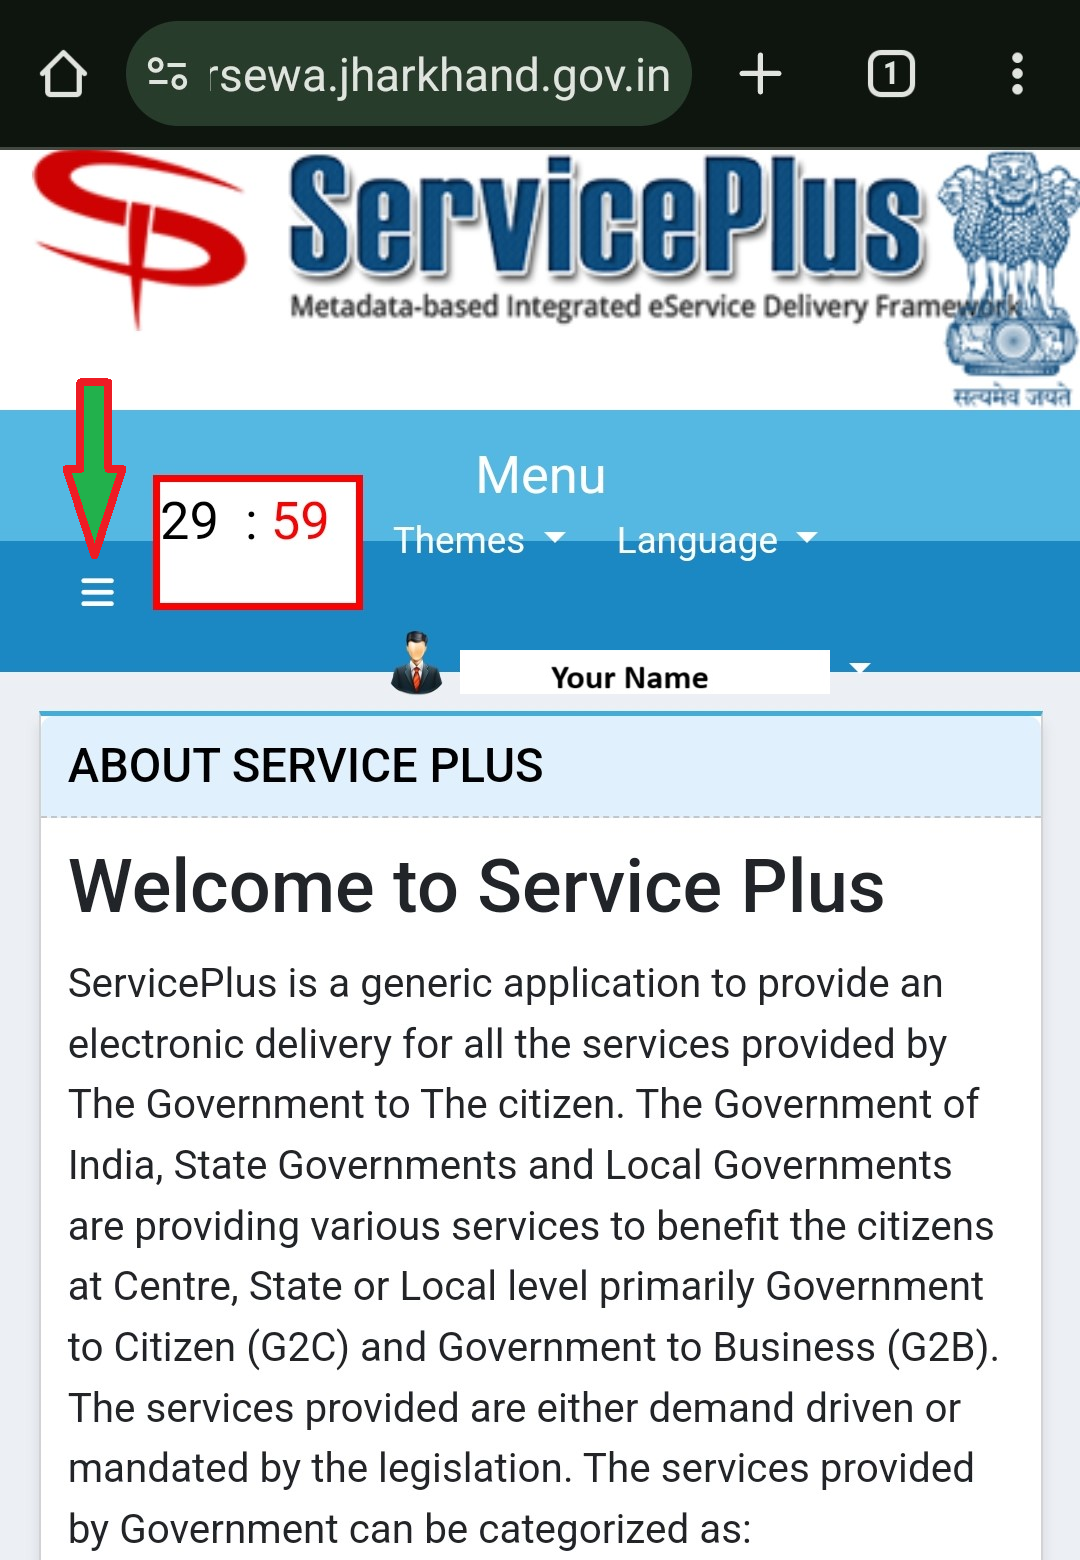 rsewa.jharkhand.gov.in
1
ServicePlus
Metadata-based Integrated eService Delivery Framework
सत्यमेव जयते
Menu
29 : 59
Themes Language
Your Name
ABOUT SERVICE PLUS
Welcome to Service Plus
ServicePlus is a generic application to provide an
electronic delivery for all the services provided by
The Government to The citizen. The Government of
India, State Governments and Local Governments
are providing various services to benefit the citizens
at Centre, State or Local level primarily Government
to Citizen (G2C) and Government to Business (G2B).
The services provided are either demand driven or
mandated by the legislation. The services provided
by Government can be categorized as: